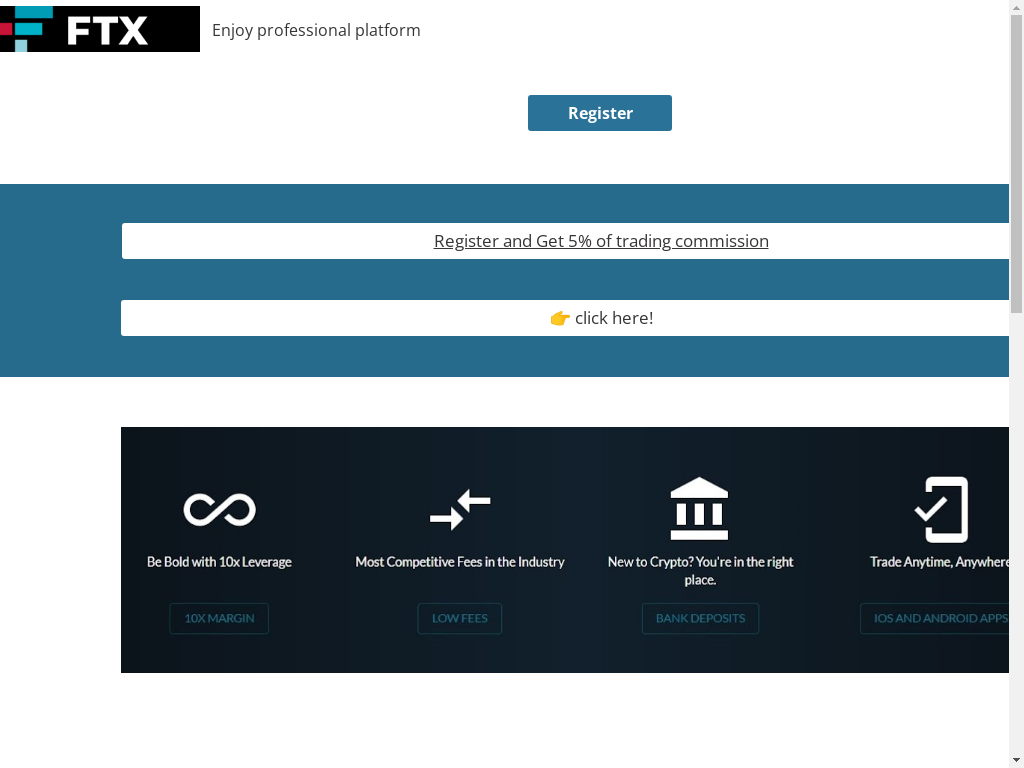 FTX
Enjoy professional platform
Register
Register and Get 5% of trading commission
👉 click here!
Be Bold with 10x Leverage
Most Competitive Fees in the Industry
New to Crypto? You're in the right
place.
Trade Anytime, Anywhere
10X MARGIN
LOW FEES
BANK DEPOSITS
IOS AND ANDROID APPS